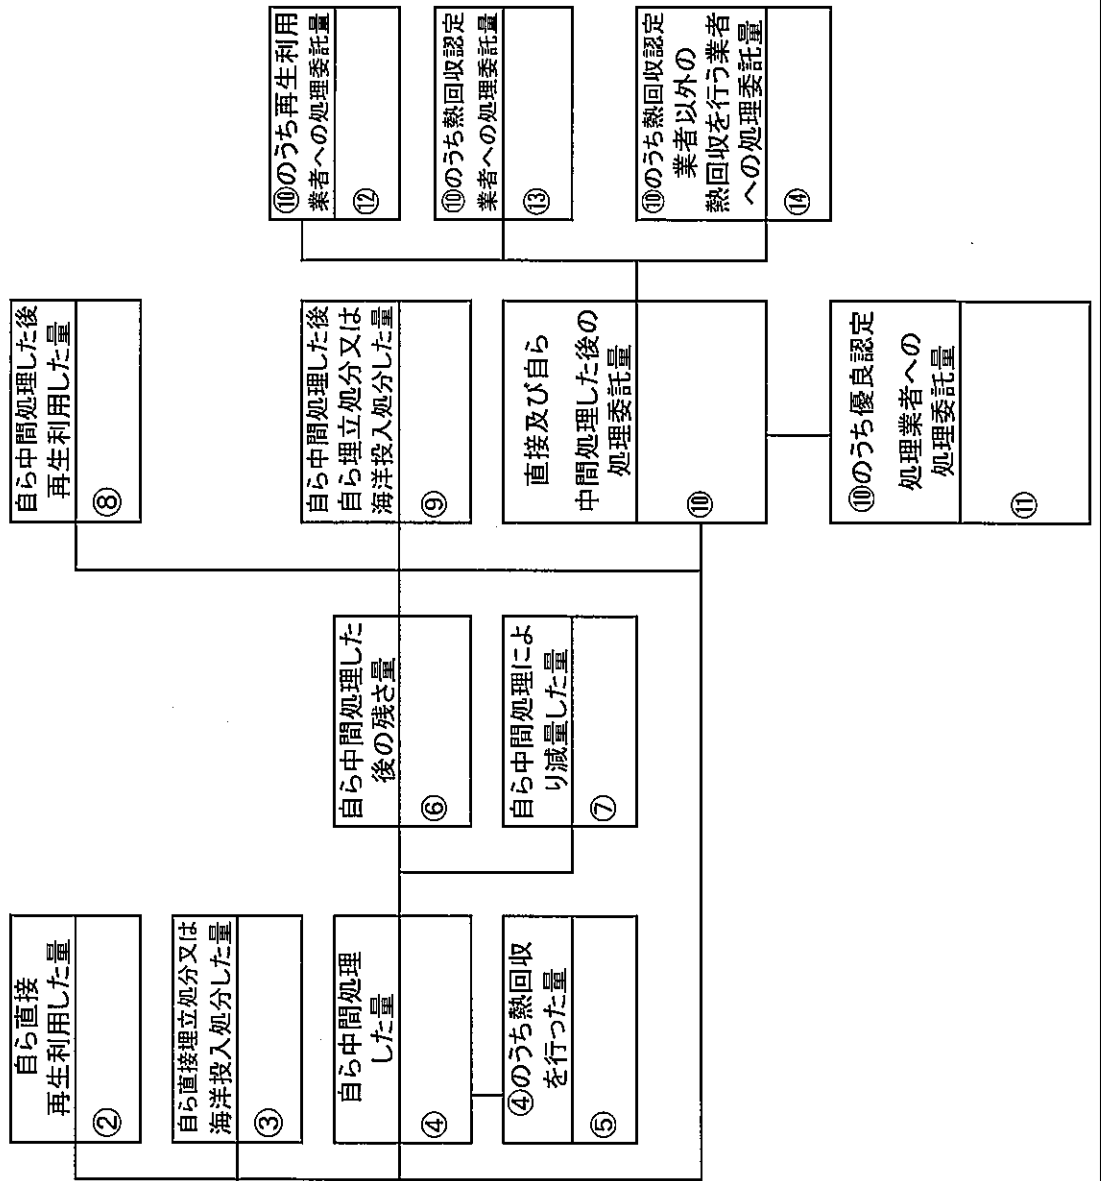 自ら直接
再生利用した量
②
自ら直接埋立処分又は
海洋投入処分した量
③
自ら中間処理
した量
④
④のうち熱回収
を行った量
⑤
自ら中間処理した
後の残さ量
⑥
自ら中間処理によ
り減量した量
⑦
自ら中間処理した後
再生利用した量
⑧
自ら中間処理した後
自ら埋立処分又は
海洋投入処分した量
⑨
直接及び自ら
中間処理した後の
処理委託量
⑩
⑩のうち優良認定
処理業者への
処理委託量
⑪
⑩のうち再生利用
業者への処理委託量
⑫
⑩のうち熱回収認定
業者への処理委託量
⑬
⑩のうち熱回収認定
業者以外の
熱回収を行う業者
への処理委託量
⑭